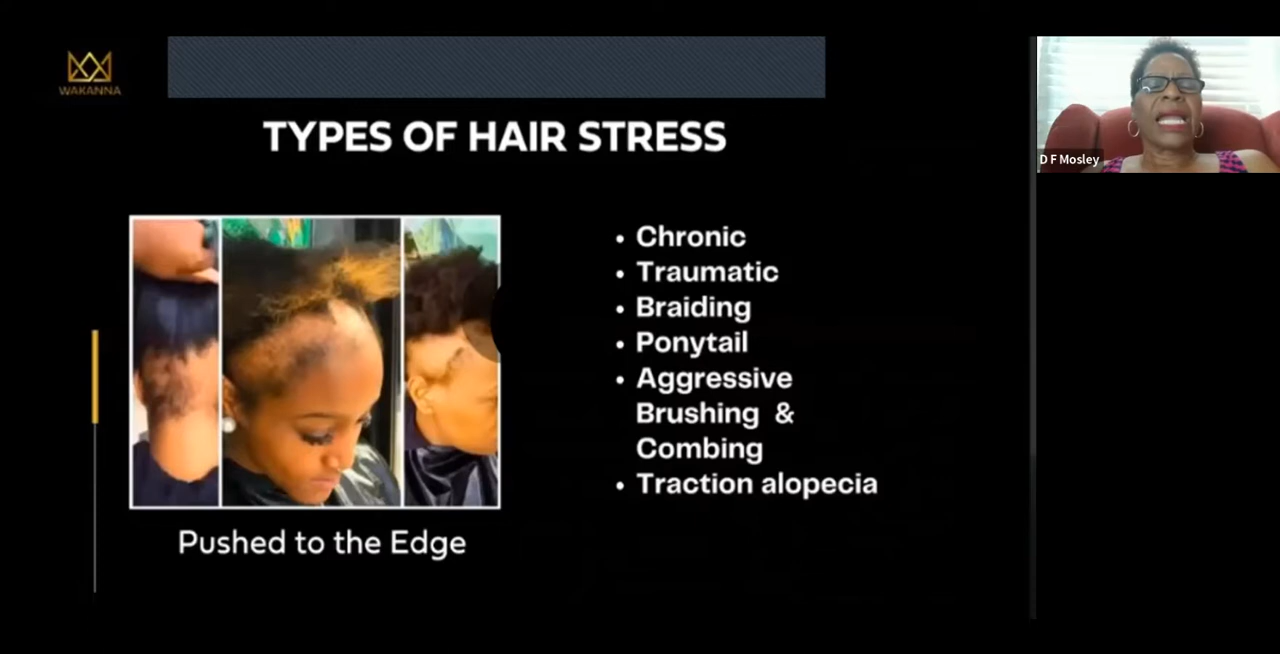 WAKANNA
TYPES OF HAIR STRESS
• Chronic
• Traumatic
• Braiding
• Ponytail
• Aggressive
Brushing &
Combing
• Traction alopecia
Pushed to the Edge
D F Mosley